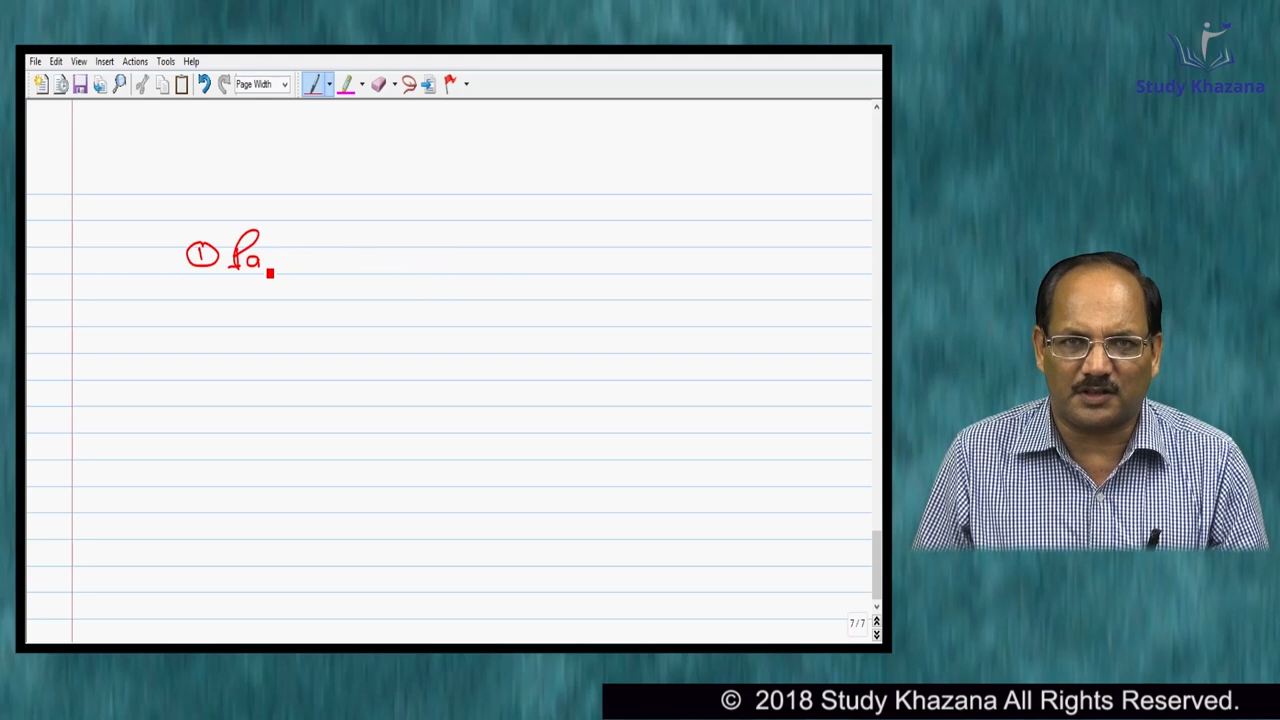 Study Khazana
File Edit View Insert Actions Tools Help
Page Width
① Pa
7/7
© 2018 Study Khazana All Rights Reserved.